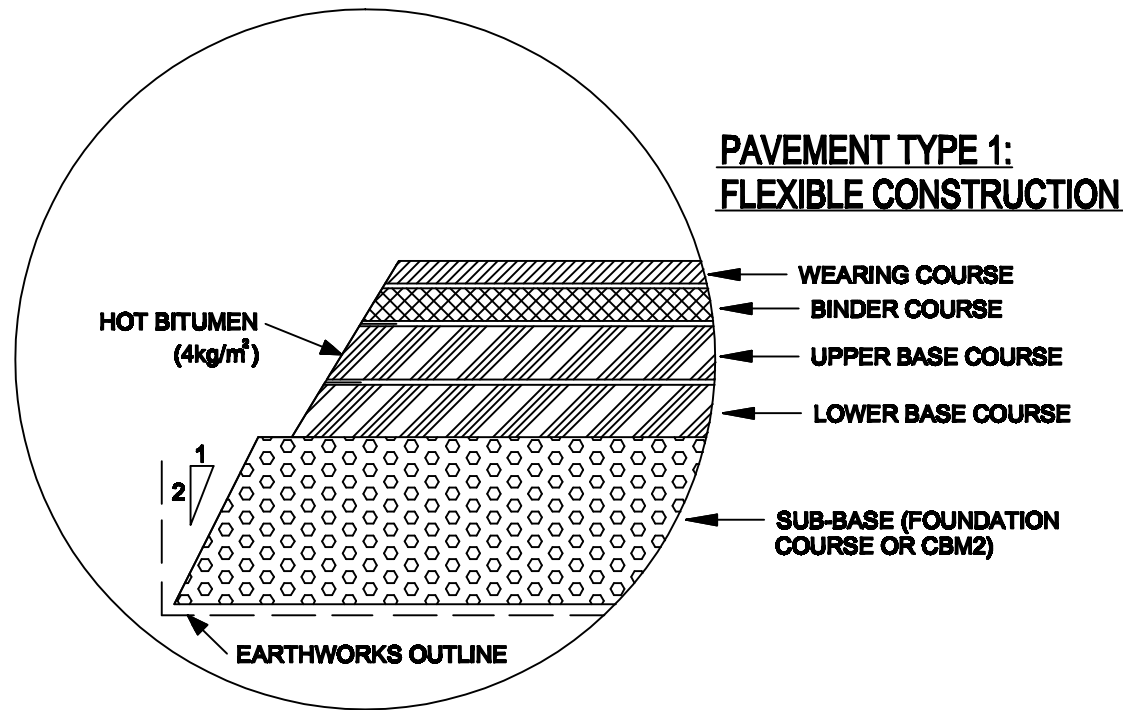 PAVEMENT TYPE 1:
FLEXIBLE CONSTRUCTION
WEARING COURSE
BINDER COURSE
HOT BITUMEN
(4kg/m²)
UPPER BASE COURSE
LOWER BASE COURSE
1
2
SUB-BASE (FOUNDATION
COURSE OR CBM2)
EARTHWORKS OUTLINE